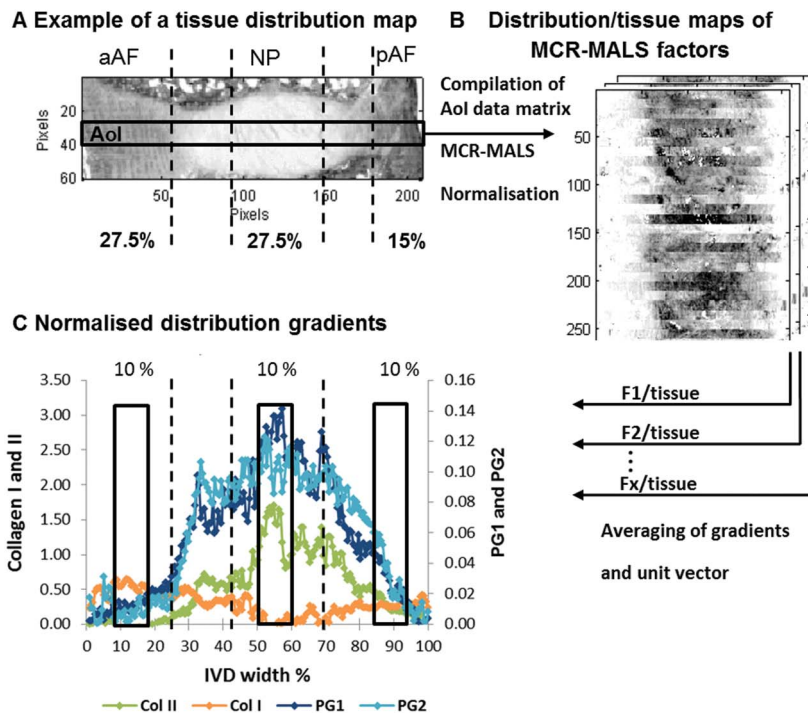 A Example of a tissue distribution map
aAF NP pAF
20
40
60
Pixels
AoI
50 100 150 200
Pixels
27.5% 27.5% 15%
B Distribution/tissue maps of
MCR-MALS factors
Compilation of
AoI data matrix
MCR-MALS
Normalisation
50
100
150
200
250
F1/tissue
F2/tissue
Fx/tissue
Averaging of gradients
and unit vector
C Normalised distribution gradients
10 % 10 % 10 %
3.50
3.00
2.50
2.00
1.50
1.00
0.50
0.00
Collagen I and II
0.16
0.14
0.12
0.10
0.08
0.06
0.04
0.02
0.00
PG1 and PG2
0 10 20 30 40 50 60 70 80 90 100
IVD width %
Col II Col I PG1 PG2